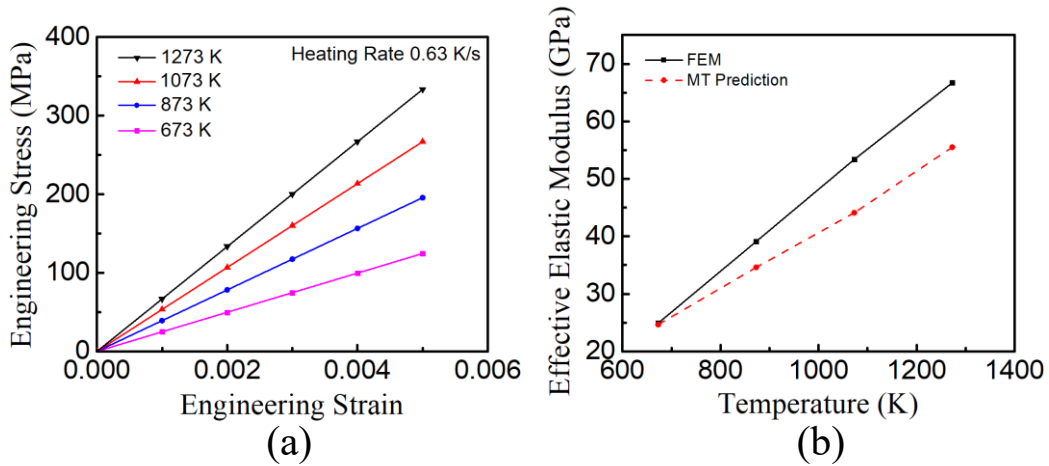 400
300
200
100
0
Engineering Stress (MPa)
1273 K
1073 K
873 K
673 K
Heating Rate 0.63 K/s
0.000
0.002
0.004
0.006
Engineering Strain
(a)
70
60
50
40
30
20
Effective Elastic Modulus (GPa)
FEM
MT Prediction
600
800
1000
1200
1400
Temperature (K)
(b)